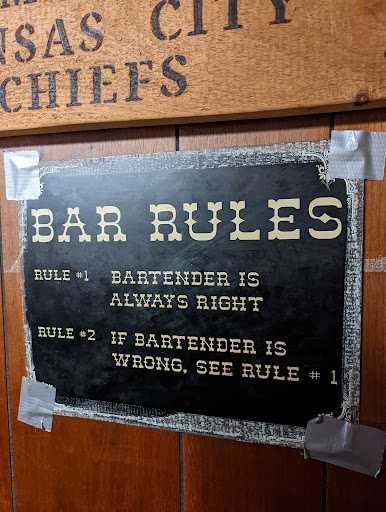 NSAS CITY
CHIEFS
BAR RULES
RULE #1 BARTENDER IS
ALWAYS RIGHT
RULE #2 IF BARTENDER IS
WRONG, SEE RULE # 1